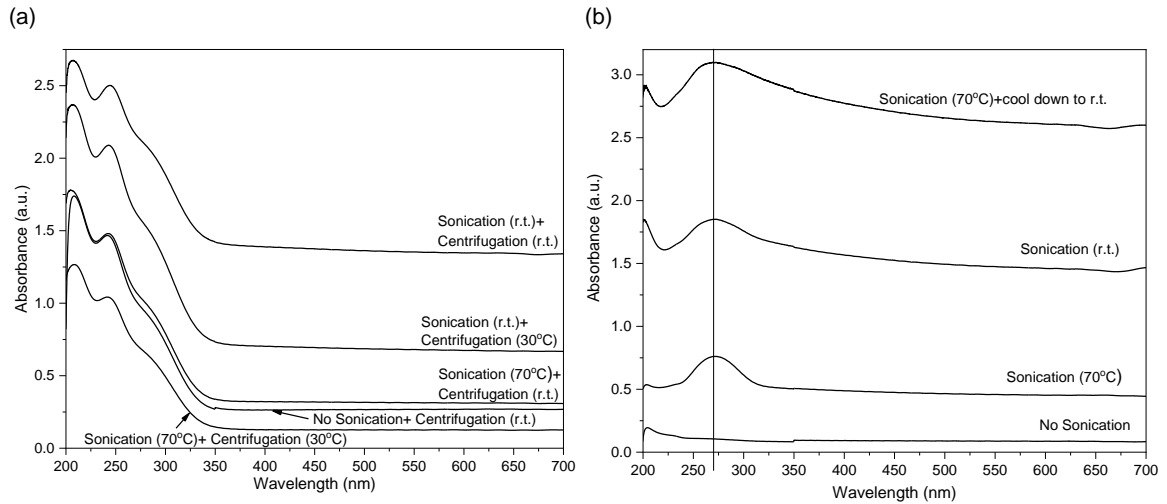 (a)
2.5
2.0
1.5
1.0
0.5
0.0
200 250 300 350 400 450 500 550 600 650 700
Absorbance (a.u.)
Wavelength (nm)
Sonication (r.t.)+
Centrifugation (r.t.)
Sonication (r.t.)+
Centrifugation (30°C)
Sonication (70°C)+
Centrifugation (r.t.)
No Sonication+ Centrifugation (r.t.)
Sonication (70°C)+ Centrifugation (30°C)
(b)
3.0
2.5
2.0
1.5
1.0
0.5
0.0
200 250 300 350 400 450 500 550 600 650 700
Absorbance (a.u.)
Wavelength (nm)
Sonication (70°C)+cool down to r.t.
Sonication (r.t.)
Sonication (70°C)
No Sonication